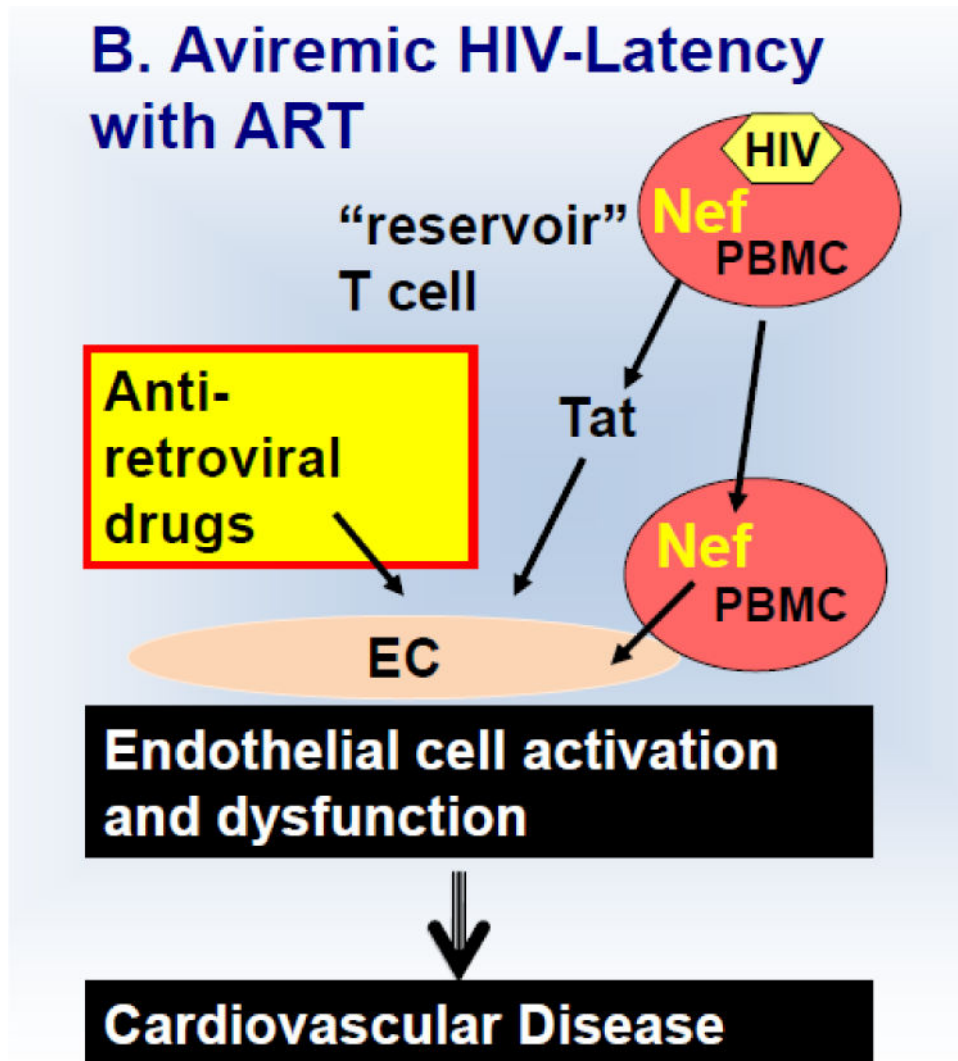 B. Aviremic HIV-Latency
with ART
HIV
Nef
PBMC
“reservoir”
T cell
Anti-
retroviral
drugs
Tat
Nef
PBMC
EC
Endothelial cell activation
and dysfunction
Cardiovascular Disease